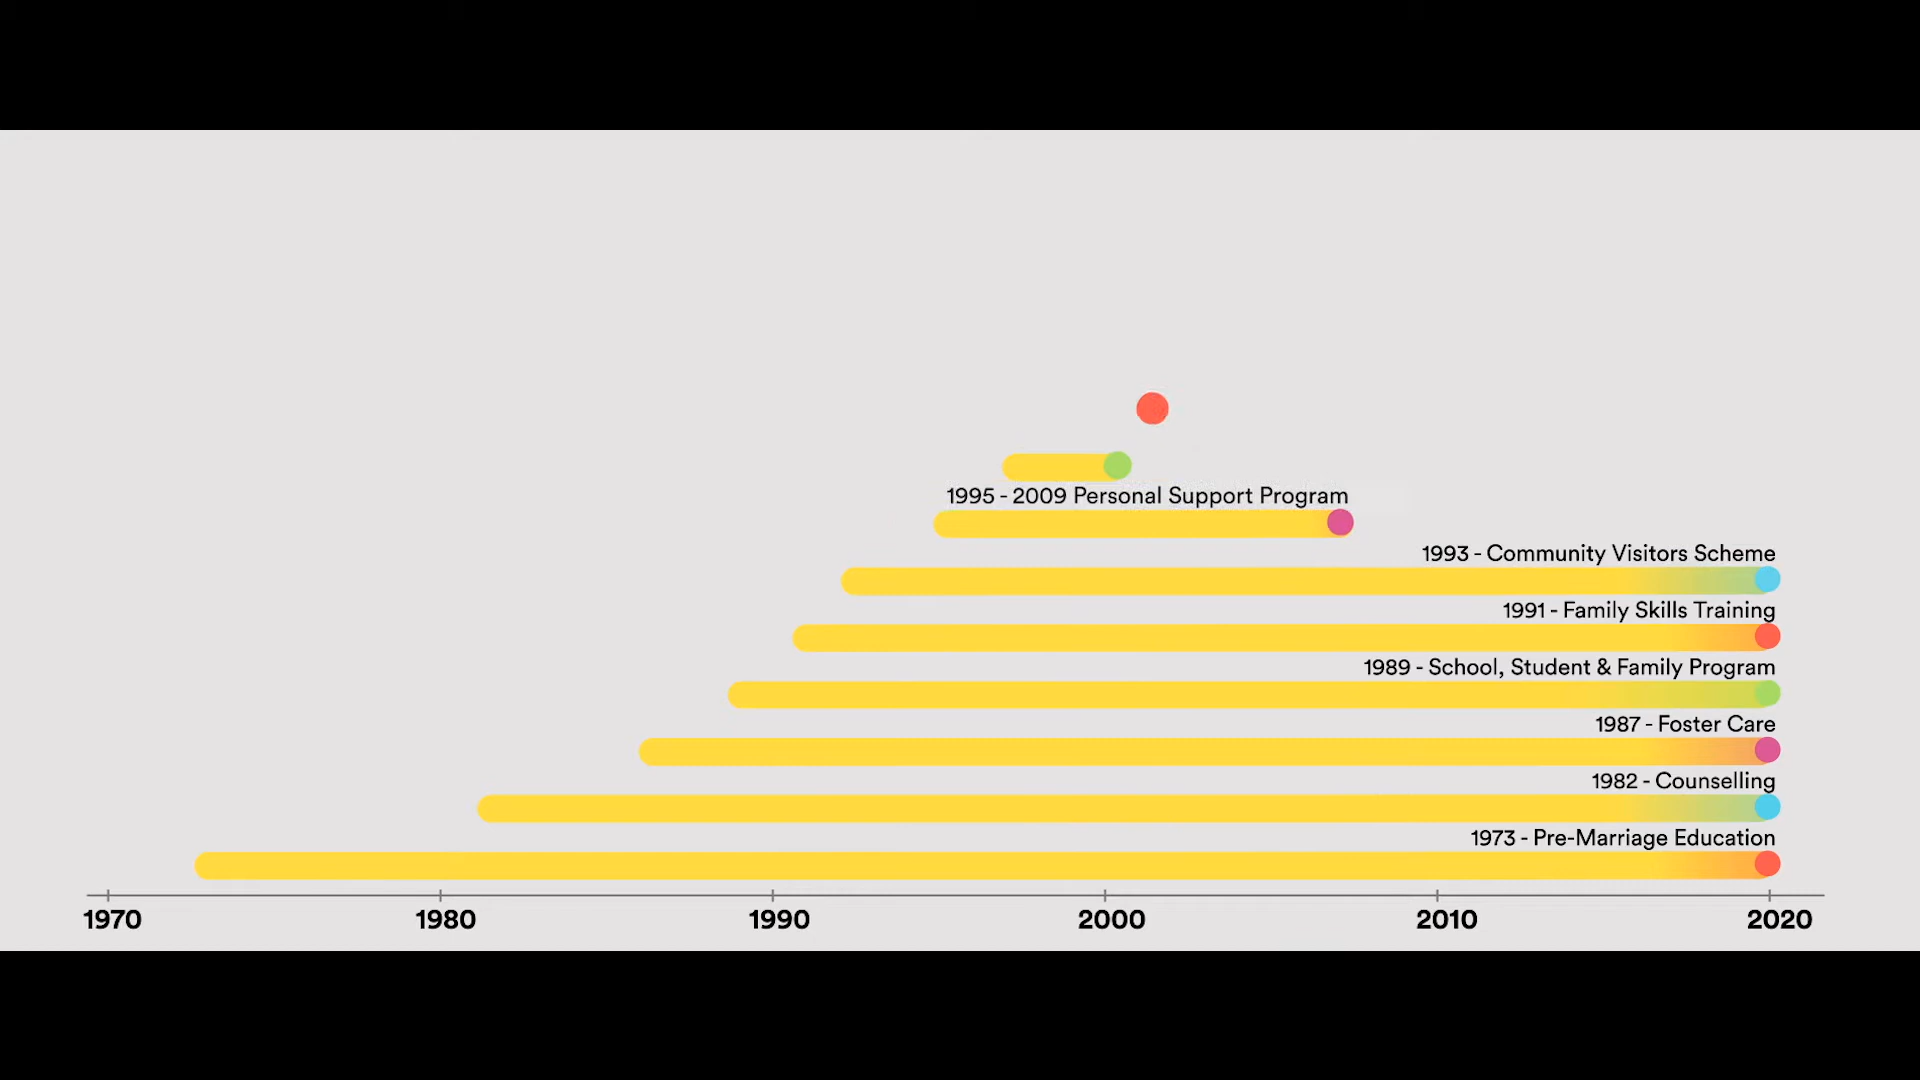 1995 - 2009 Personal Support Program
1993 - Community Visitors Scheme
1991 - Family Skills Training
1989 - School, Student & Family Program
1987 - Foster Care
1982 - Counselling
1973 - Pre-Marriage Education
1970 1980 1990 2000 2010 2020